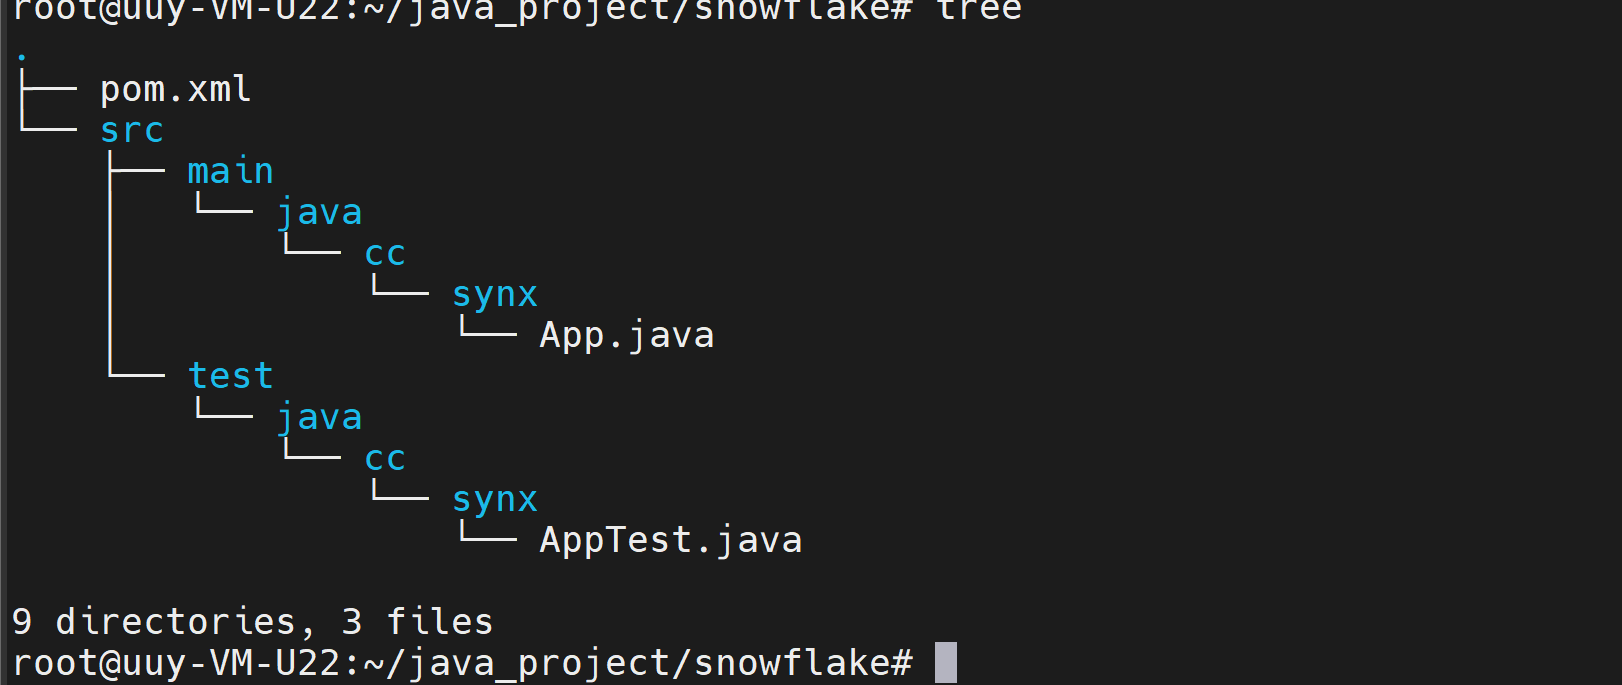 root@uuy-VM-U22:~/java_project/snowflake# tree
.
├── pom.xml
└── src
    ├── main
    │   └── java
    │       └── cc
    │           └── synx
    │               └── App.java
    └── test
        └── java
            └── cc
                └── synx
                    └── AppTest.java
9 directories, 3 files
root@uuy-VM-U22:~/java_project/snowflake#